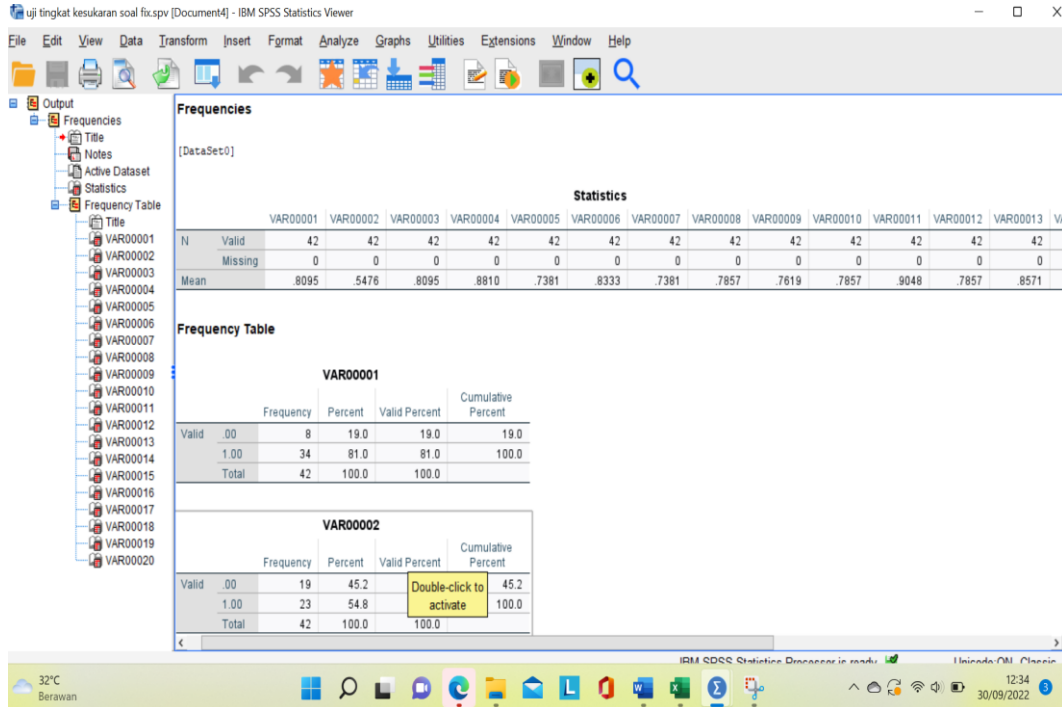 uji tingkat kesukaran soal fix.spv [Document4] - IBM SPSS Statistics Viewer
File Edit View Data Transform Insert Format Analyze Graphs Utilities Extensions Window Help
Output
Frequencies
Title
Notes
Active Dataset
Statistics
Frequency Table
Title
VAR00001
VAR00002
VAR00003
VAR00004
VAR00005
VAR00006
VAR00007
VAR00008
VAR00009
VAR00010
VAR00011
VAR00012
VAR00013
VAR00014
VAR00015
VAR00016
VAR00017
VAR00018
VAR00019
VAR00020
Frequencies
[DataSet0]
Statistics
VAR00001 VAR00002 VAR00003 VAR00004 VAR00005 VAR00006 VAR00007 VAR00008 VAR00009 VAR00010 VAR00011 VAR00012 VAR00013
N Valid 42 42 42 42 42 42 42 42 42 42 42 42 42
Missing 0 0 0 0 0 0 0 0 0 0 0 0 0
Mean .8095 .5476 .8095 .8810 .7381 .8333 .7381 .7857 .7619 .7857 .9048 .7857 .8571
Frequency Table
VAR00001
Frequency Percent Valid Percent Cumulative Percent
Valid .00 8 19.0 19.0 19.0
1.00 34 81.0 81.0 100.0
Total 42 100.0 100.0
VAR00002
Frequency Percent Valid Percent Cumulative Percent
Valid .00 19 45.2 45.2
1.00 23 54.8 100.0
Total 42 100.0 100.0
Double-click to
activate
IBM SPSS Statistics Processor is ready Unicode:ON Classic
32°C
Berawan
12:34
30/09/2022
3